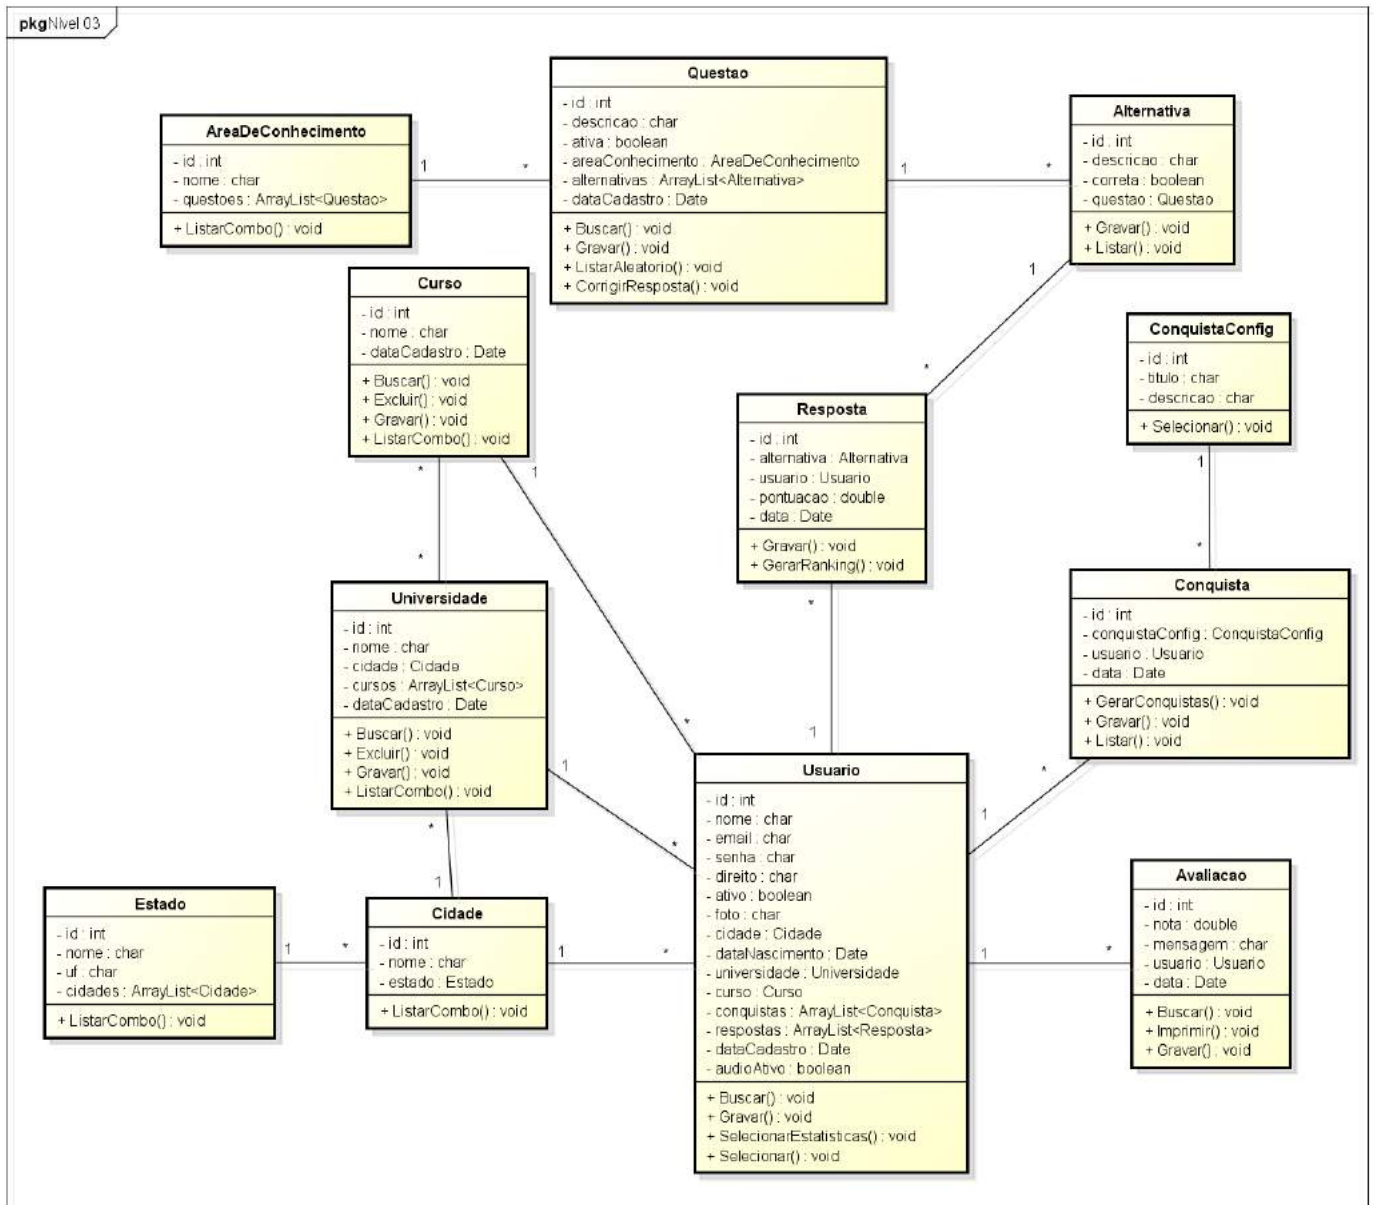 pkg Nivel 03
Questao
- id : int
- descricao : char
- ativa : boolean
- areaConhecimento : AreaDeConhecimento
- alternativas : ArrayList<Alternativa>
- dataCadastro : Date
+ Buscar() : void
+ Gravar() : void
+ ListarAleatorio() : void
+ CorrigirResposta() : void
AreaDeConhecimento
- id : int
- nome : char
- questoes : ArrayList<Questao>
+ ListarCombo() : void
1
*
1
*
Alternativa
- id : int
- descricao : char
- correta : boolean
- questao : Questao
+ Gravar() : void
+ Listar() : void
1
*
Curso
- id : int
- nome : char
- dataCadastro : Date
+ Buscar() : void
+ Excluir() : void
+ Gravar() : void
+ ListarCombo() : void
*
*
1
*
ConquistaConfig
- id : int
- titulo : char
- descricao : char
+ Selecionar() : void
1
*
Resposta
- id : int
- alternativa : Alternativa
- usuario : Usuario
- pontuacao : double
- data : Date
+ Gravar() : void
+ GerarRanking() : void
*
1
Universidade
- id : int
- nome : char
- cidade : Cidade
- cursos : ArrayList<Curso>
- dataCadastro : Date
+ Buscar() : void
+ Excluir() : void
+ Gravar() : void
+ ListarCombo() : void
1
*
*
1
Conquista
- id : int
- conquistaConfig : ConquistaConfig
- usuario : Usuario
- data : Date
+ GerarConquistas() : void
+ Gravar() : void
+ Listar() : void
*
1
Usuario
- id : int
- nome : char
- email : char
- senha : char
- direito : char
- ativo : boolean
- foto : char
- cidade : Cidade
- dataNascimento : Date
- universidade : Universidade
- curso : Curso
- conquistas : ArrayList<Conquista>
- respostas : ArrayList<Resposta>
- dataCadastro : Date
- audioAtivo : boolean
+ Buscar() : void
+ Gravar() : void
+ SelecionarEstatisticas() : void
+ Selecionar() : void
Estado
- id : int
- nome : char
- uf : char
- cidades : ArrayList<Cidade>
+ ListarCombo() : void
1
*
Cidade
- id : int
- nome : char
- estado : Estado
+ ListarCombo() : void
1
*
1
*
Avaliacao
- id : int
- nota : double
- mensagem : char
- usuario : Usuario
- data : Date
+ Buscar() : void
+ Imprimir() : void
+ Gravar() : void